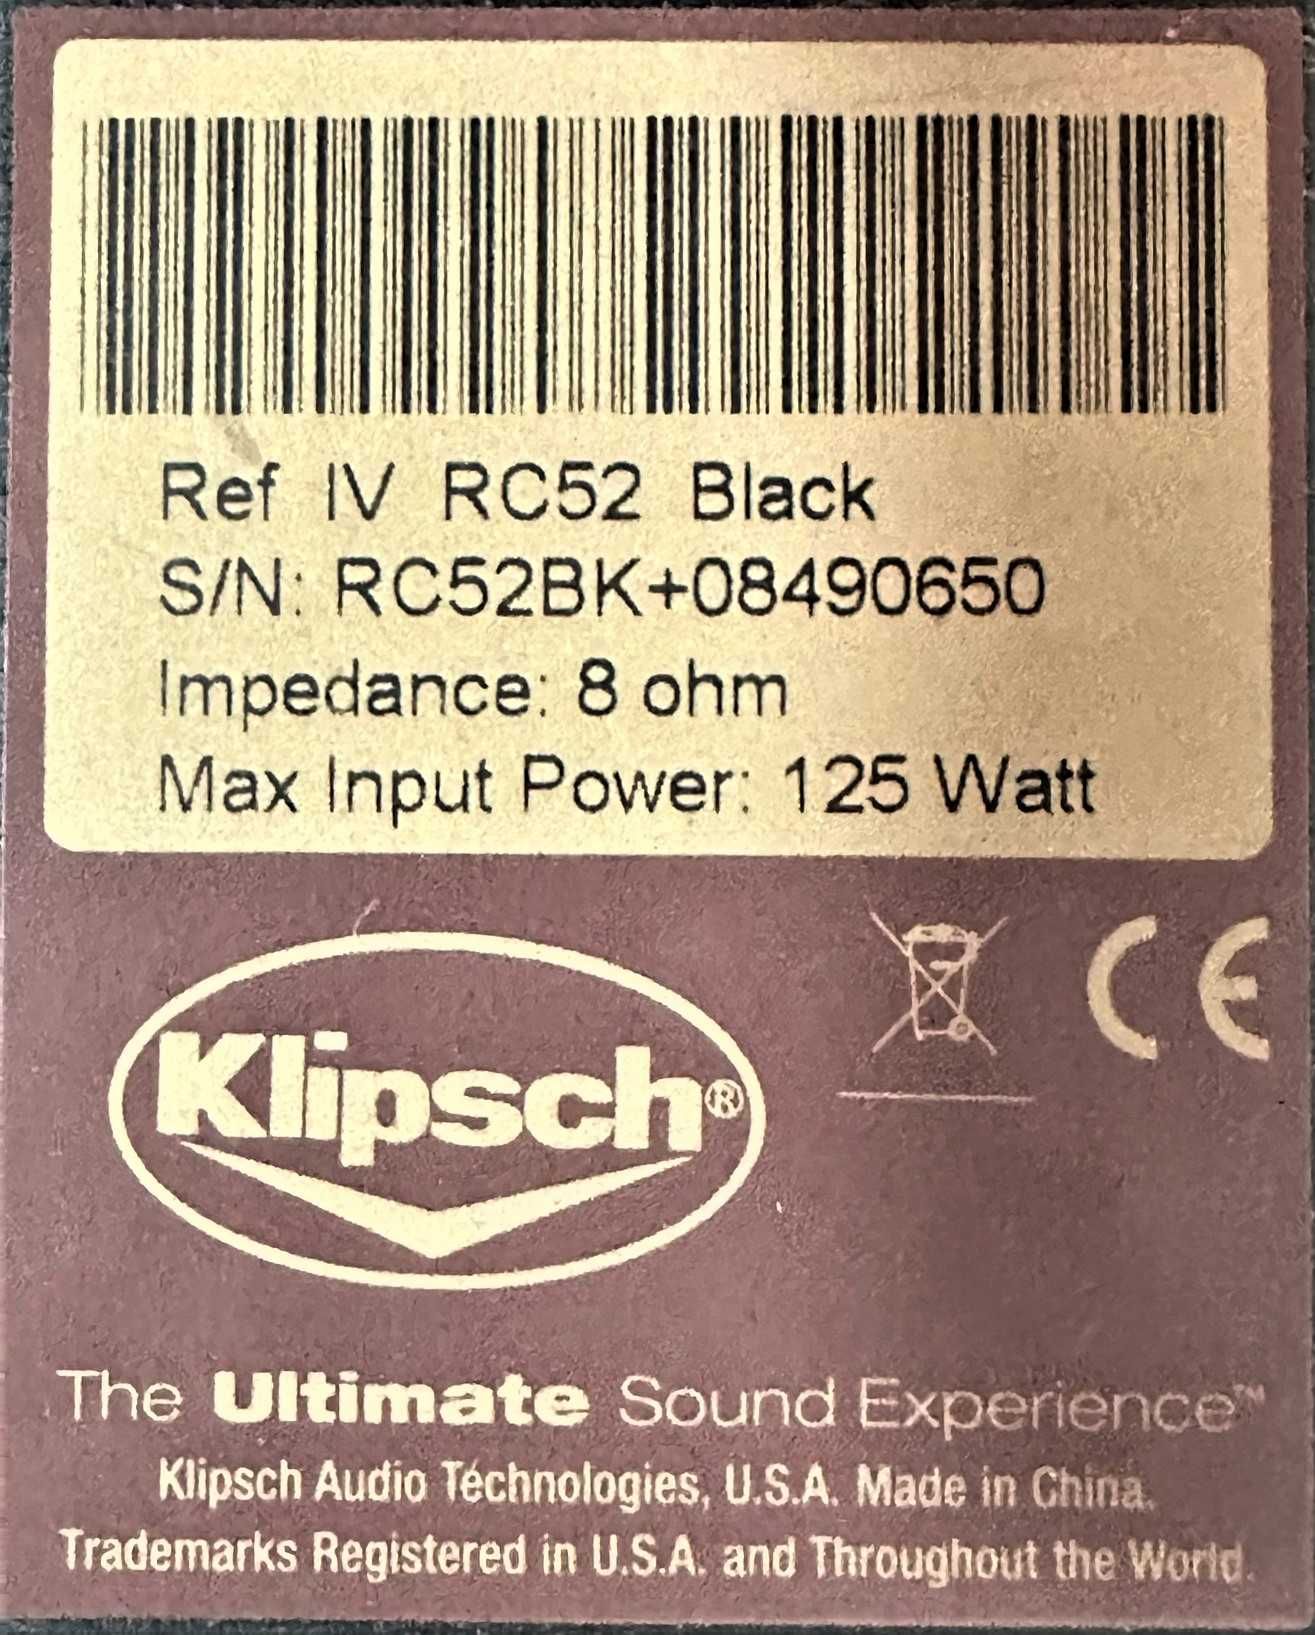 Ref IV RC52 Black
S/N: RC52BK+08490650
Impedance: 8 ohm
Max Input Power: 125 Watt
CE
Klipsch®
The Ultimate Sound Experience™
Klipsch Audio Technologies, U.S.A. Made in China.
Trademarks Registered in U.S.A. and Throughout the World.